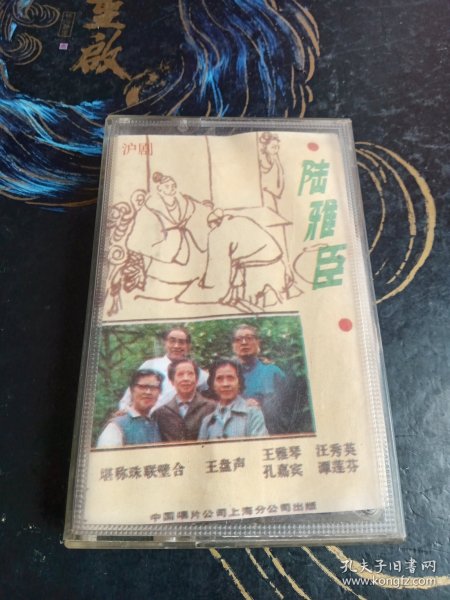 重啟
沪剧
陆雅臣
堪称珠联璧合
王盘声
王雅琴 汪秀英
孔嘉宾 谭莲芬
中国唱片公司上海分公司出版
孔夫子旧书网
www.kongfz.com